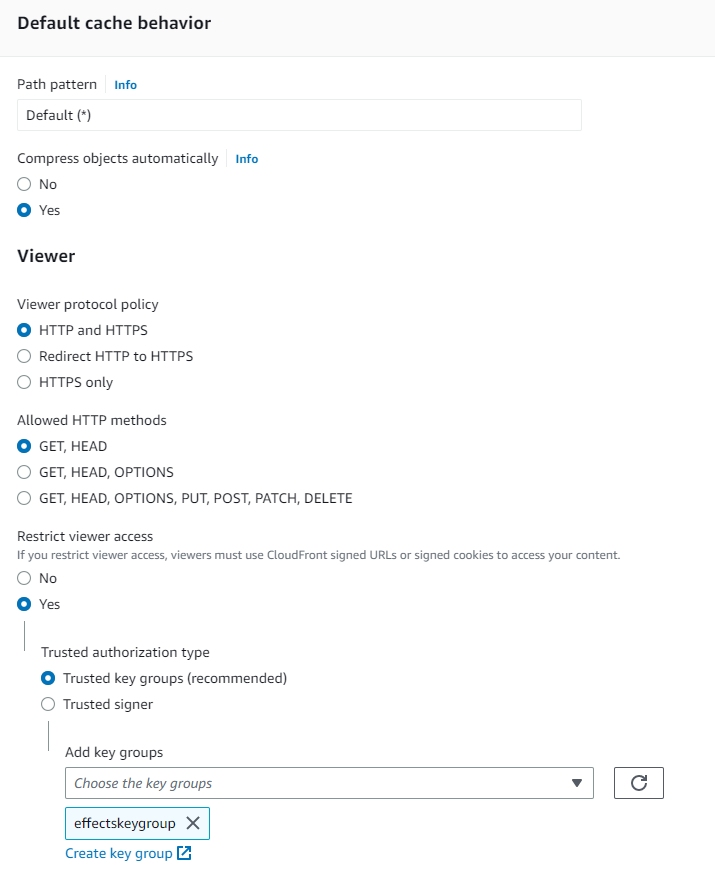 Default cache behavior
Path pattern Info
Default (*)
Compress objects automatically Info
No
Yes
Viewer
Viewer protocol policy
HTTP and HTTPS
Redirect HTTP to HTTPS
HTTPS only
Allowed HTTP methods
GET, HEAD
GET, HEAD, OPTIONS
GET, HEAD, OPTIONS, PUT, POST, PATCH, DELETE
Restrict viewer access
If you restrict viewer access, viewers must use CloudFront signed URLs or signed cookies to access your content.
No
Yes
Trusted authorization type
Trusted key groups (recommended)
Trusted signer
Add key groups
Choose the key groups
effectskeygroup
Create key group